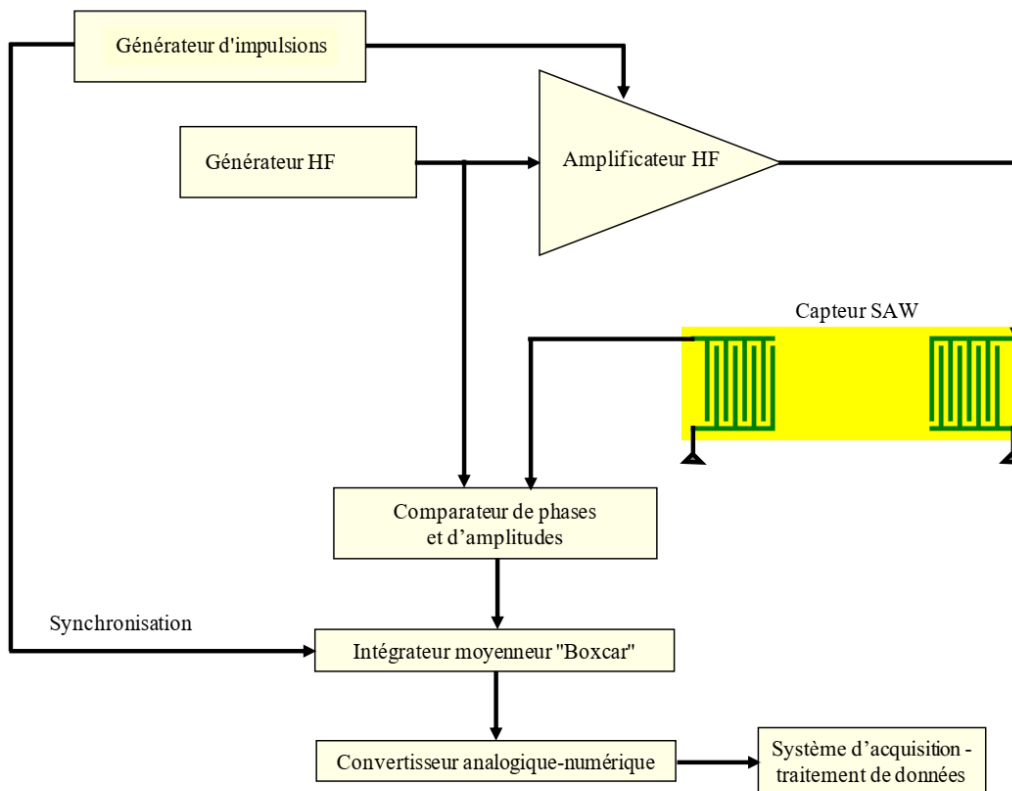 Générateur d'impulsions
Générateur HF
Amplificateur HF
Capteur SAW
Comparateur de phases
et d’amplitudes
Synchronisation
Intégrateur moyenneur "Boxcar"
Convertisseur analogique-numérique
Système d’acquisition -
traitement de données